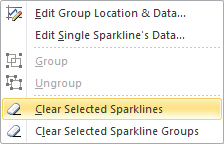 Edit Group Location & Data...
Edit Single Sparkline's Data...
Group
Ungroup
Clear Selected Sparklines
Clear Selected Sparkline Groups